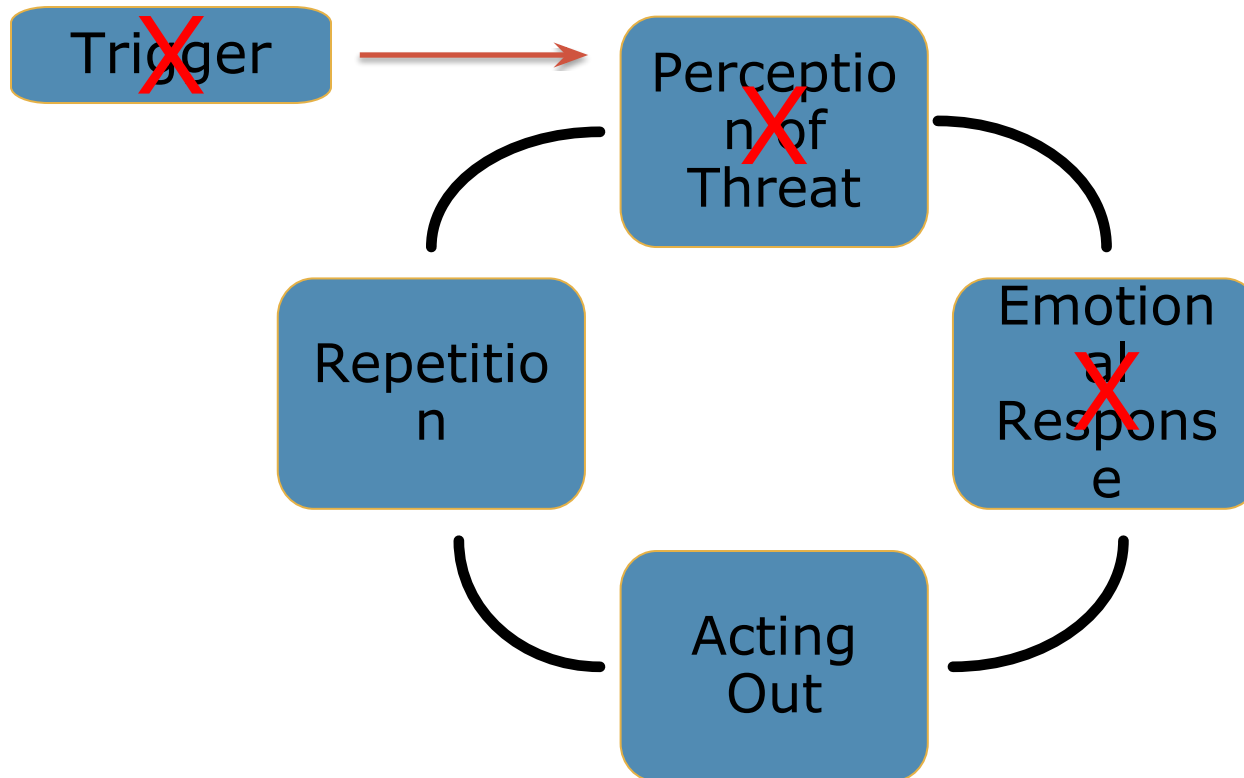 Trigger
X
Perceptio
n of
Threat
X
Emotion
al
Respons
e
X
Repetitio
n
Acting
Out